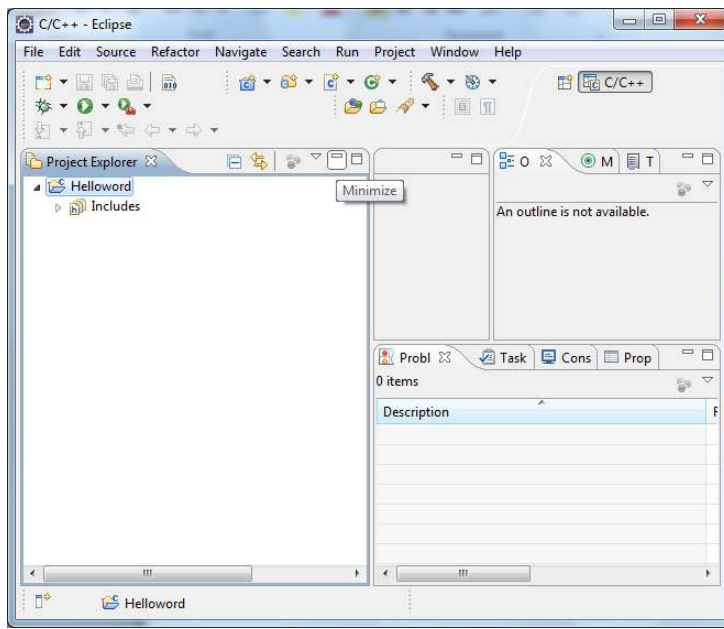 C/C++ - Eclipse
File Edit Source Refactor Navigate Search Run Project Window Help
010
C/C++
Project Explorer
Minimize
Helloword
Includes
O M T
An outline is not available.
Probl Task Cons Prop
0 items
Description
Helloword